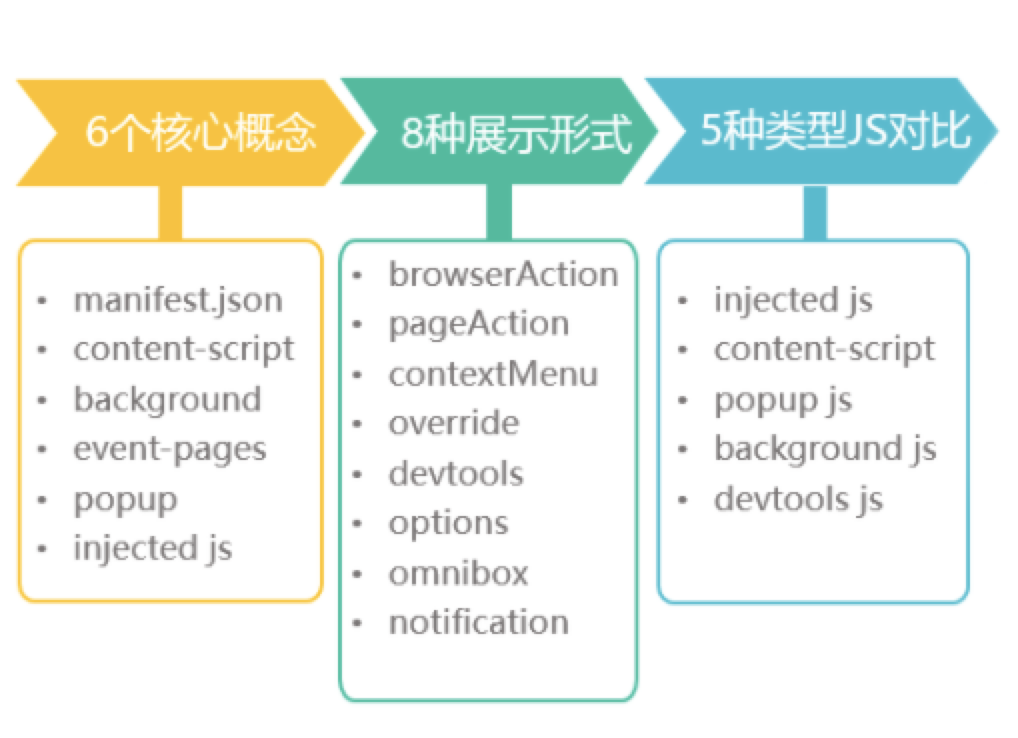 6个核心概念
8种展示形式
5种类型JS对比
• manifest.json
• content-script
• background
• event-pages
• popup
• injected js
• browserAction
• pageAction
• contextMenu
• override
• devtools
• options
• omnibox
• notification
• injected js
• content-script
• popup js
• background js
• devtools js